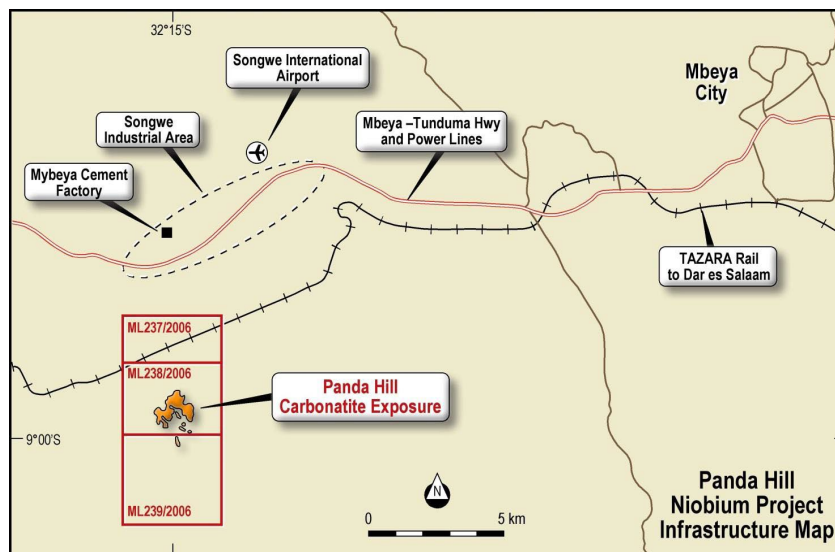 32°15'S
Songwe International
Airport
Songwe
Industrial Area
Mybeya Cement
Factory
Mbeya –Tunduma Hwy
and Power Lines
Mbeya
City
TAZARA Rail
to Dar es Salaam
ML237/2006
ML238/2006
Panda Hill
Carbonatite Exposure
9°00'S
ML239/2006
N
0
5 km
Panda Hill
Niobium Project
Infrastructure Map